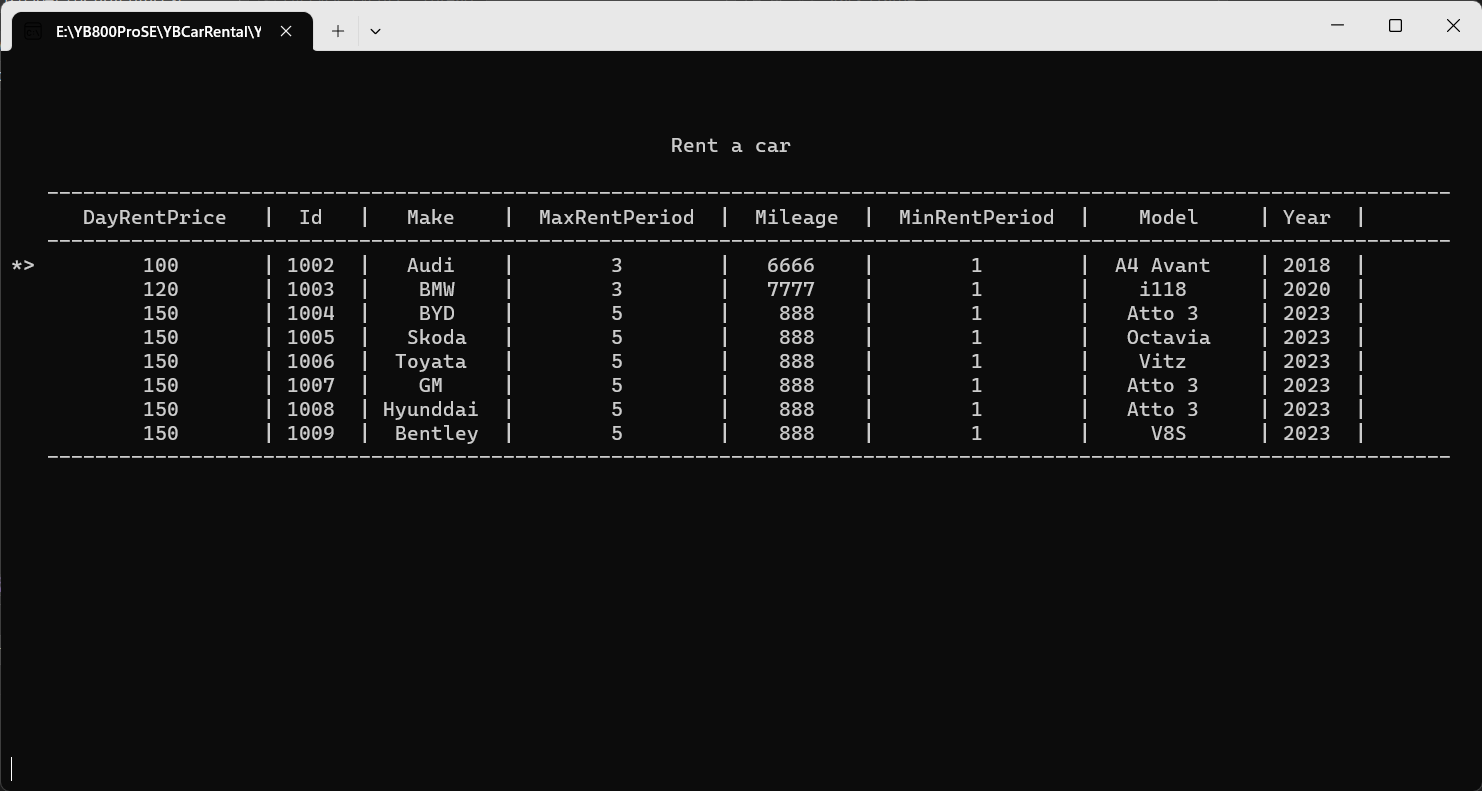 E:\YB800ProSE\YBCarRental\Y
Rent a car
DayRentPrice | Id | Make | MaxRentPeriod | Mileage | MinRentPeriod | Model | Year |
*> 100 | 1002 | Audi | 3 | 6666 | 1 | A4 Avant | 2018 |
120 | 1003 | BMW | 3 | 7777 | 1 | i118 | 2020 |
150 | 1004 | BYD | 5 | 888 | 1 | Atto 3 | 2023 |
150 | 1005 | Skoda | 5 | 888 | 1 | Octavia | 2023 |
150 | 1006 | Toyata | 5 | 888 | 1 | Vitz | 2023 |
150 | 1007 | GM | 5 | 888 | 1 | Atto 3 | 2023 |
150 | 1008 | Hyunddai | 5 | 888 | 1 | Atto 3 | 2023 |
150 | 1009 | Bentley | 5 | 888 | 1 | V8S | 2023 |